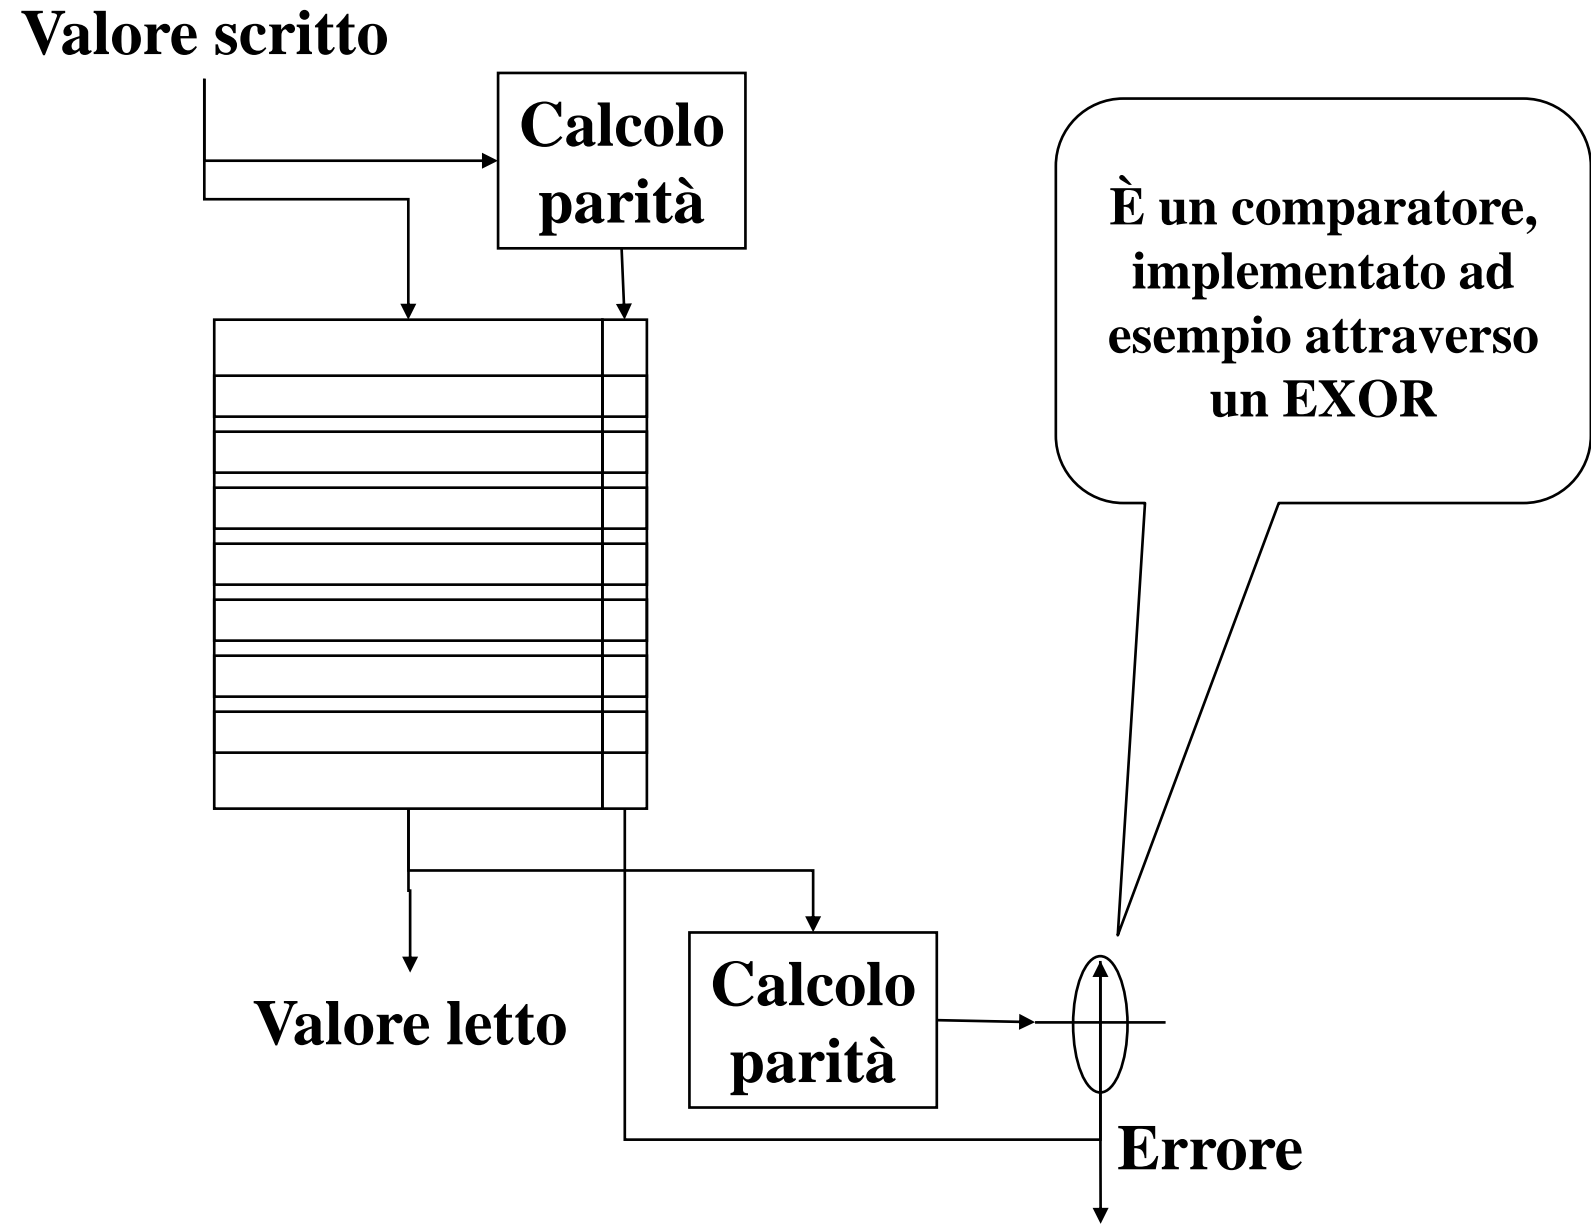 Valore scritto
Calcolo
parità
È un comparatore,
implementato ad
esempio attraverso
un EXOR
Valore letto
Calcolo
parità
Errore